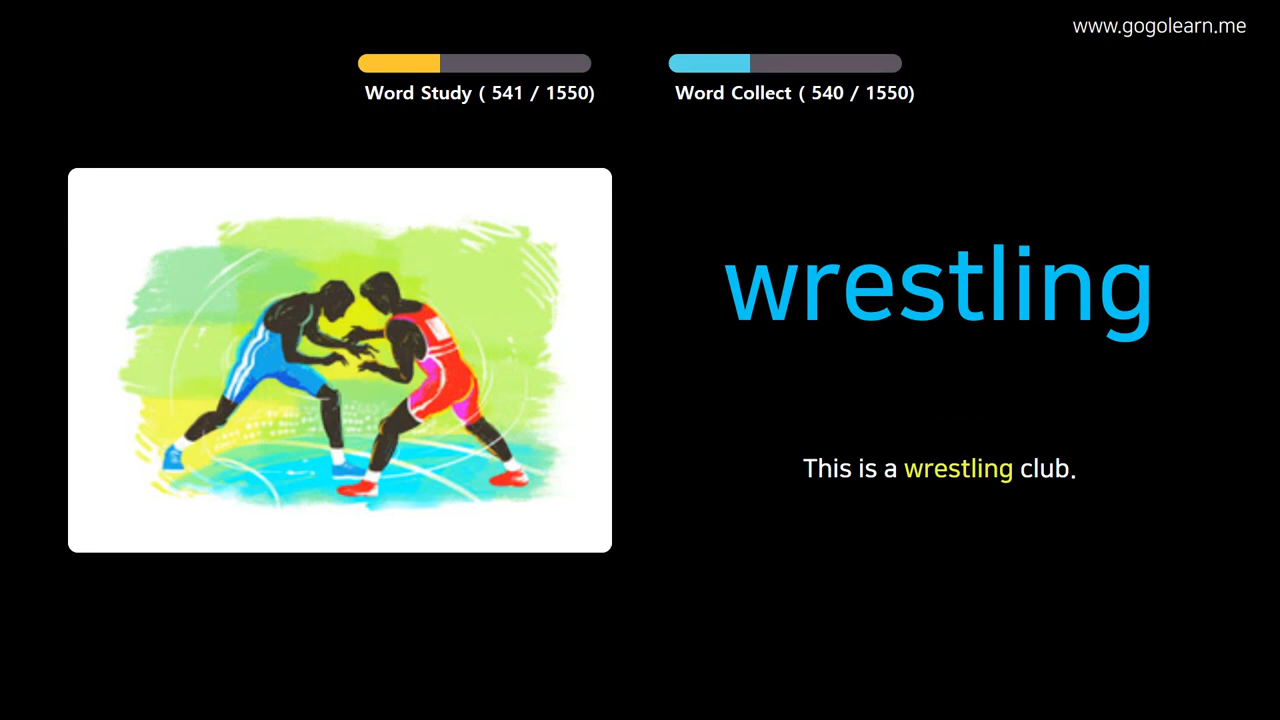 www.gogolearn.me
Word Study ( 541 / 1550)
Word Collect ( 540 / 1550)
wrestling
This is a wrestling club.